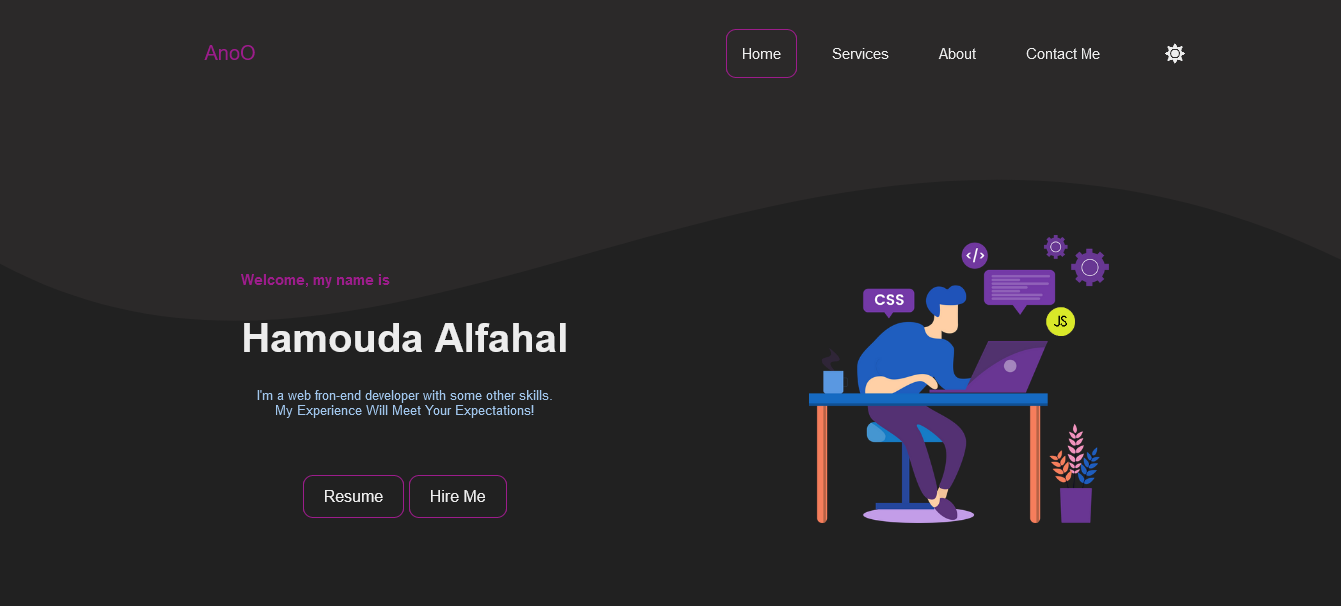 AnoO
Home Services About Contact Me
Welcome, my name is
Hamouda Alfahal
I'm a web fron-end developer with some other skills.
My Experience Will Meet Your Expectations!
Resume Hire Me
</>
CSS
JS